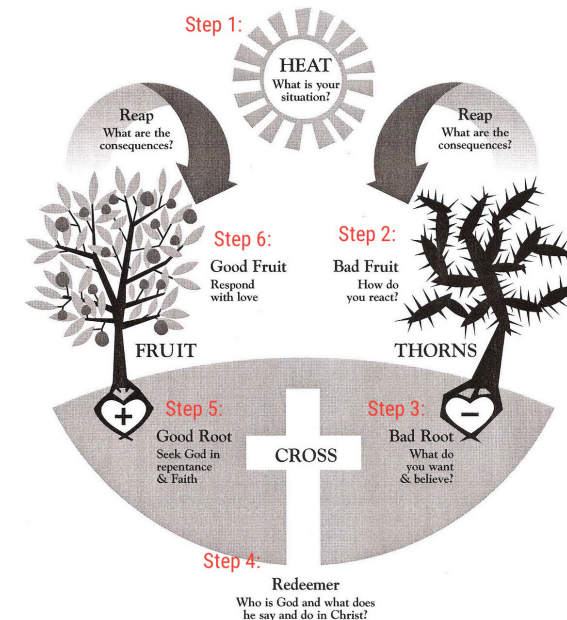 Step 1:
HEAT
What is your
situation?
Reap
What are the
consequences?
Reap
What are the
consequences?
Step 6:
Good Fruit
Respond
with love
Step 2:
Bad Fruit
How do
you react?
FRUIT
THORNS
+
Step 5:
Good Root
Seek God in
repentance
& Faith
CROSS
Step 3:
Bad Root
What do
you want
& believe?
−
Step 4:
Redeemer
Who is God and what does
he say and do in Christ?